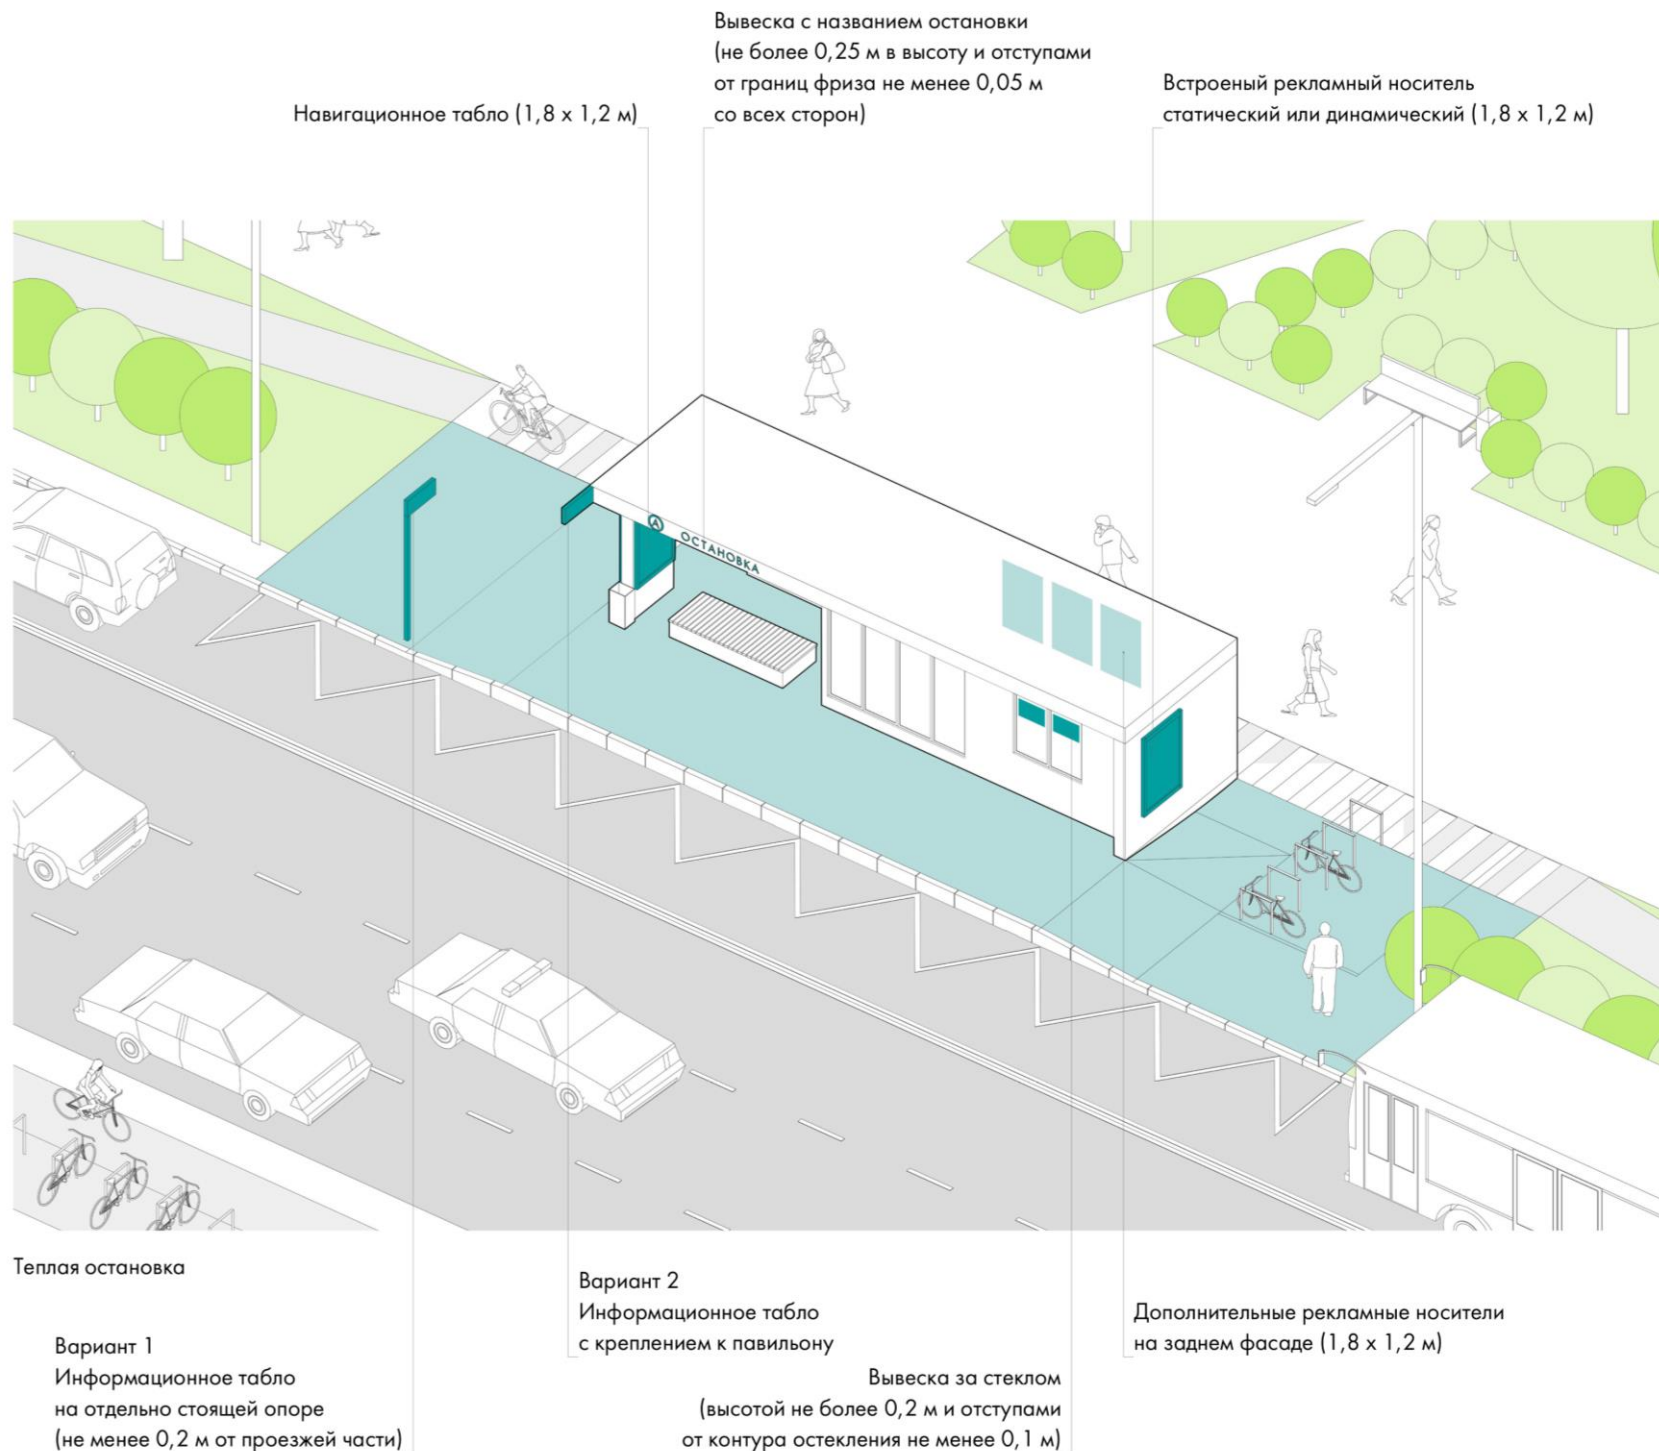 Вывеска с названием остановки
(не более 0,25 м в высоту и отступами
от границ фриза не менее 0,05 м
со всех сторон)
Навигационное табло (1,8 x 1,2 м)
Встроеный рекламный носитель
статический или динамический (1,8 x 1,2 м)
А ОСТАНОВКА
Теплая остановка
Вариант 1
Информационное табло
на отдельно стоящей опоре
(не менее 0,2 м от проезжей части)
Вариант 2
Информационное табло
с креплением к павильону
Вывеска за стеклом
(высотой не более 0,2 м и отступами
от контура остекления не менее 0,1 м)
Дополнительные рекламные носители
на заднем фасаде (1,8 x 1,2 м)